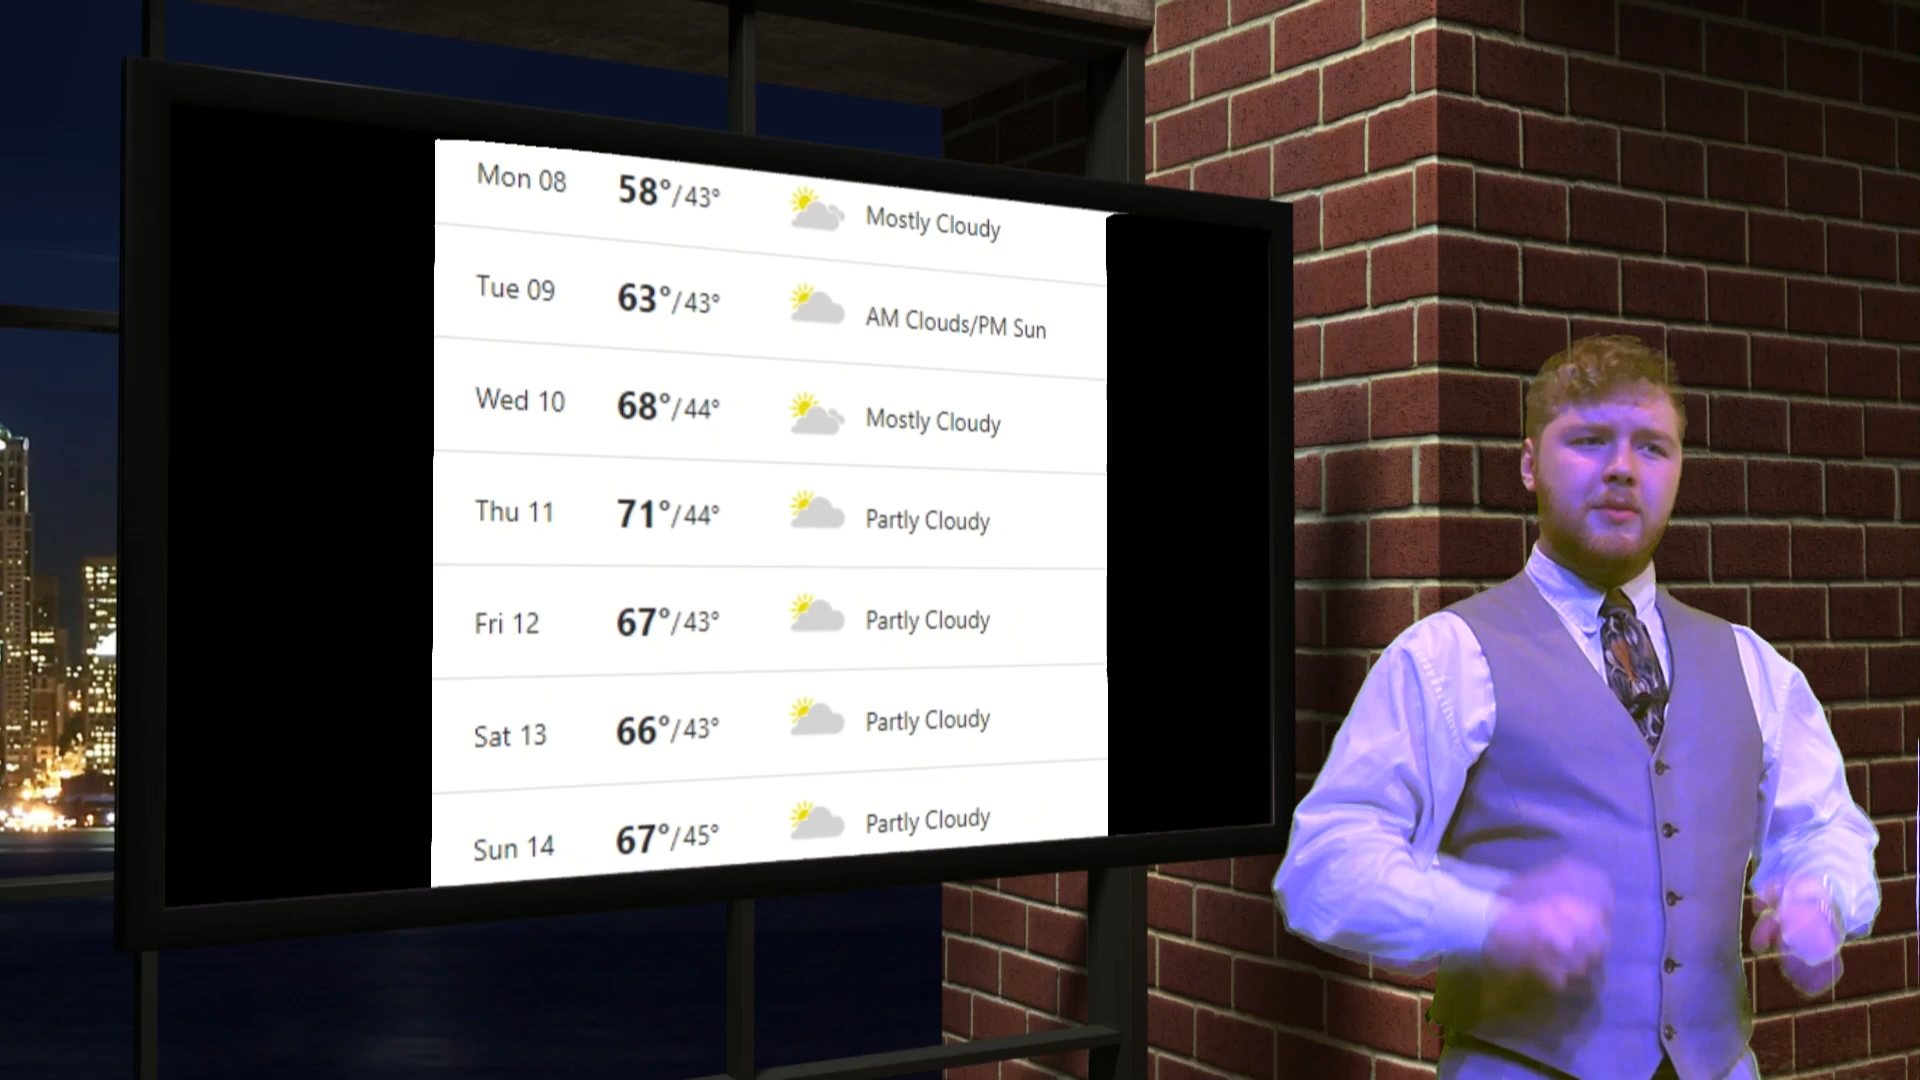 Mon 08 58°/43° Mostly Cloudy
Tue 09 63°/43° AM Clouds/PM Sun
Wed 10 68°/44° Mostly Cloudy
Thu 11 71°/44° Partly Cloudy
Fri 12 67°/43° Partly Cloudy
Sat 13 66°/43° Partly Cloudy
Sun 14 67°/45° Partly Cloudy